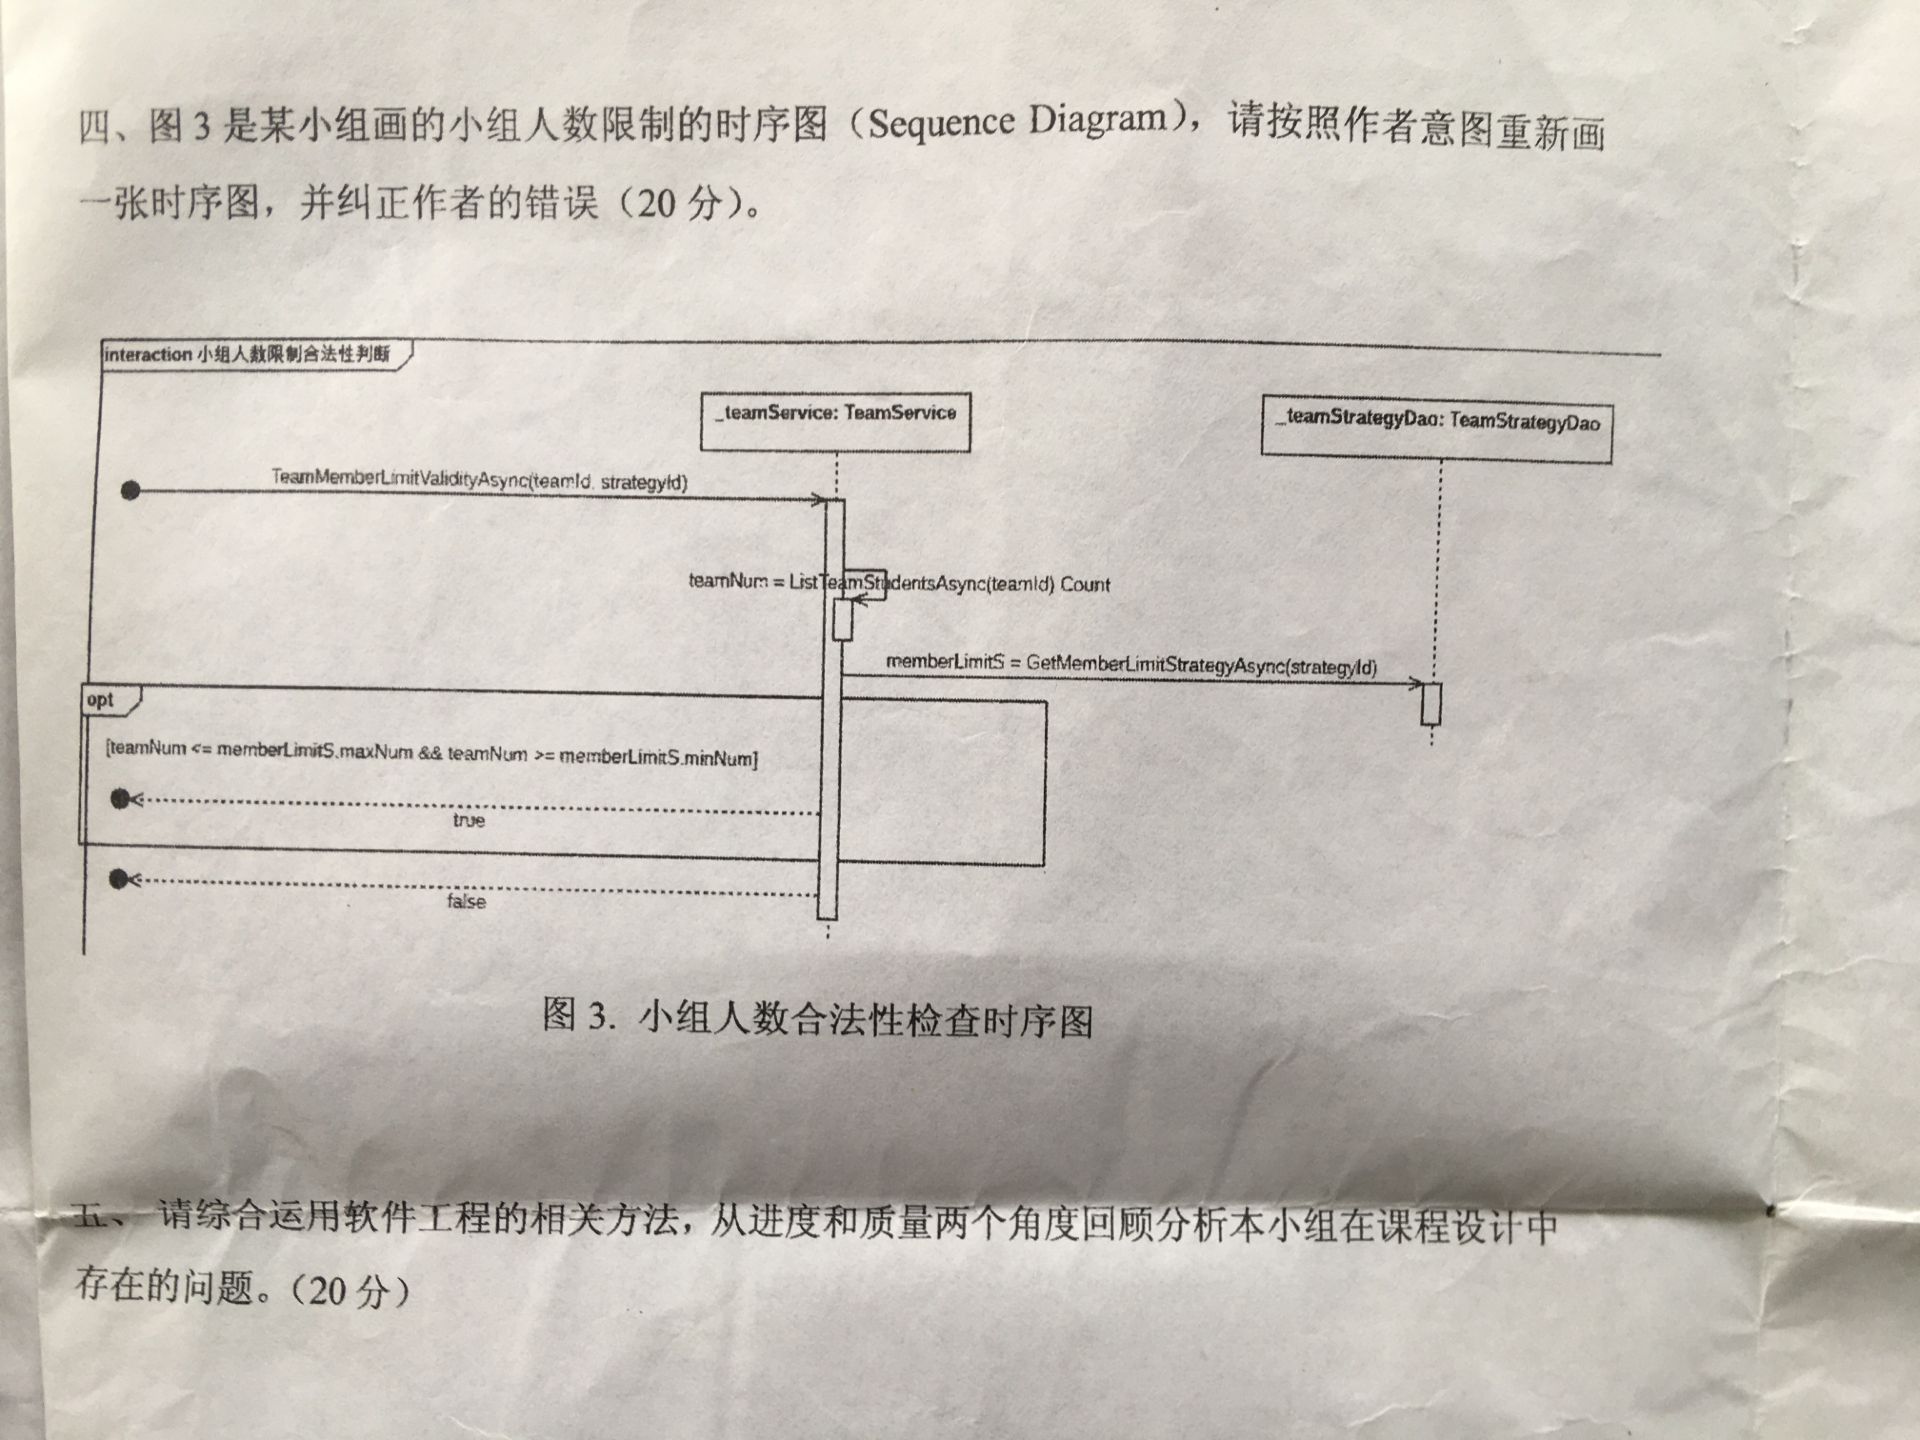 四、图 3 是某小组画的小组人数限制的时序图（Sequence Diagram），请按照作者意图重新画
一张时序图，并纠正作者的错误（20 分）。
interaction 小组人数限制合法性判断
_teamService: TeamService
_teamStrategyDao: TeamStrategyDao
TeamMemberLimitValidityAsync(teamId, strategyId)
teamNum = ListTeamStudentsAsync(teamId) Count
memberLimitS = GetMemberLimitStrategyAsync(strategyId)
opt
[teamNum <= memberLimitS.maxNum && teamNum >= memberLimitS.minNum]
true
false
图 3. 小组人数合法性检查时序图
五、 请综合运用软件工程的相关方法，从进度和质量两个角度回顾分析本小组在课程设计中
存在的问题。（20 分）